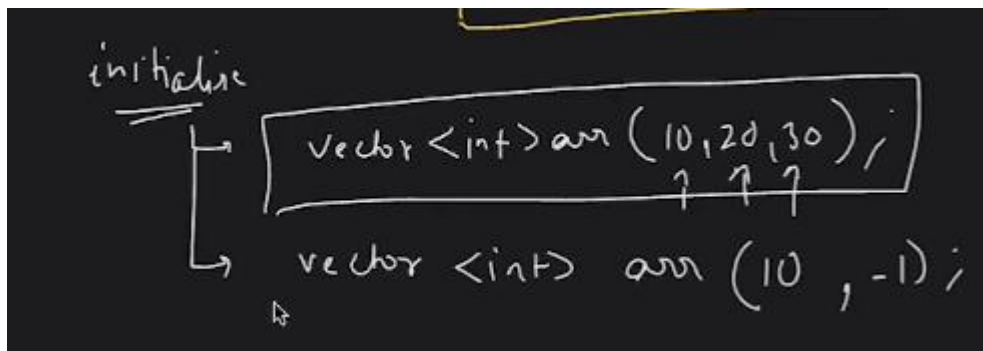 initialise
vector <int> arr (10, 20, 30);
vector <int> arr (10, -1);